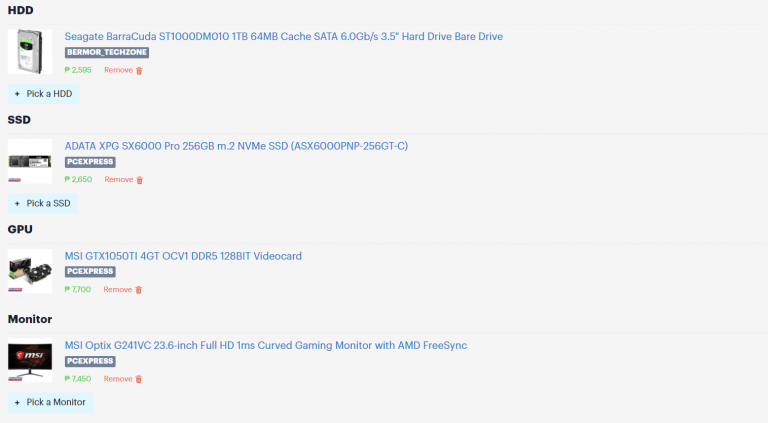 HDD
Seagate BarraCuda ST1000DM010 1TB 64MB Cache SATA 6.0Gb/s 3.5" Hard Drive Bare Drive
BERMOR_TECHZONE
₱ 2,595 Remove
+ Pick a HDD
SSD
ADATA XPG SX6000 Pro 256GB m.2 NVMe SSD (ASX6000PNP-256GT-C)
PCEXPRESS
₱ 2,650 Remove
+ Pick a SSD
GPU
MSI GTX1050TI 4GT OCV1 DDR5 128BIT Videocard
PCEXPRESS
₱ 7,700 Remove
Monitor
MSI Optix G241VC 23.6-inch Full HD 1ms Curved Gaming Monitor with AMD FreeSync
msi
PCEXPRESS
₱ 7,450 Remove
+ Pick a Monitor